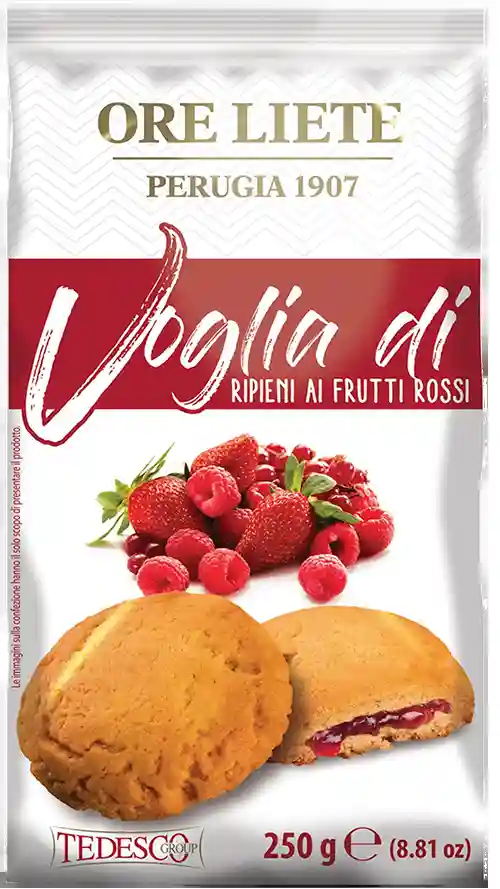 ORE LIETE
PERUGIA 1907
Voglia di
RIPIENI AI FRUTTI ROSSI
Le immagini sulla confezione hanno il solo scopo di presentare il prodotto.
TEDESCO
GROUP
250 g ℮ (8.81 oz)